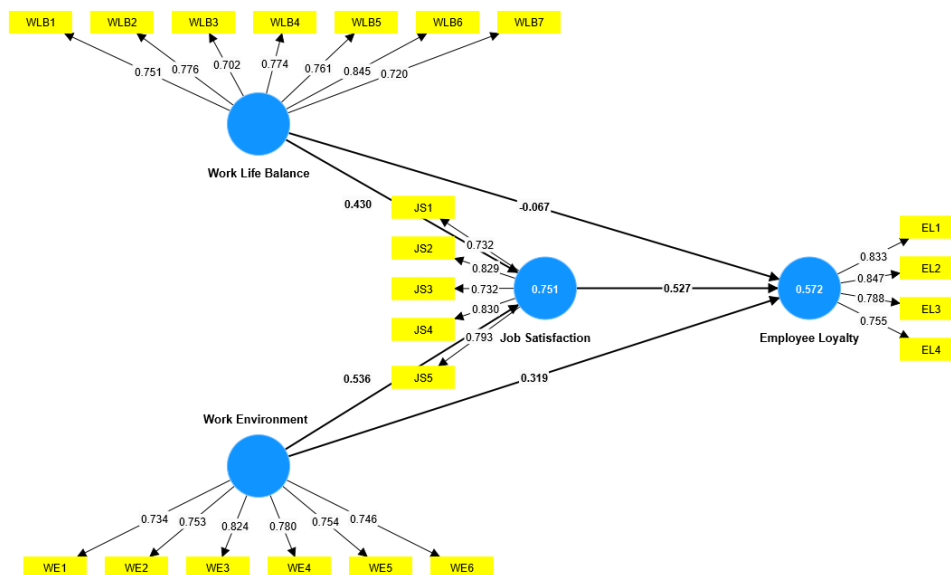 WLB1 WLB2 WLB3 WLB4 WLB5 WLB6 WLB7
0.751 0.776 0.702 0.774 0.761 0.845 0.720
Work Life Balance
0.430
-0.067
JS1
JS2
JS3
JS4
JS5
0.732
0.829
0.732
0.830
0.793
0.751
Job Satisfaction
0.527
0.572
Employee Loyalty
EL1
EL2
EL3
EL4
0.833
0.847
0.788
0.755
0.536
0.319
Work Environment
0.734 0.753 0.824 0.780 0.754 0.746
WE1 WE2 WE3 WE4 WE5 WE6